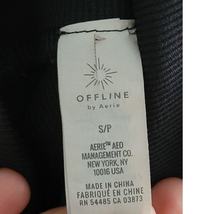 OFFLINE
by Aerie
S/P
AERIE™ AEO
MANAGEMENT CO.
NEW YORK, NY
10016 USA
MADE IN CHINA
FABRIQUÉ EN CHINE
RN 54485 CA 03873